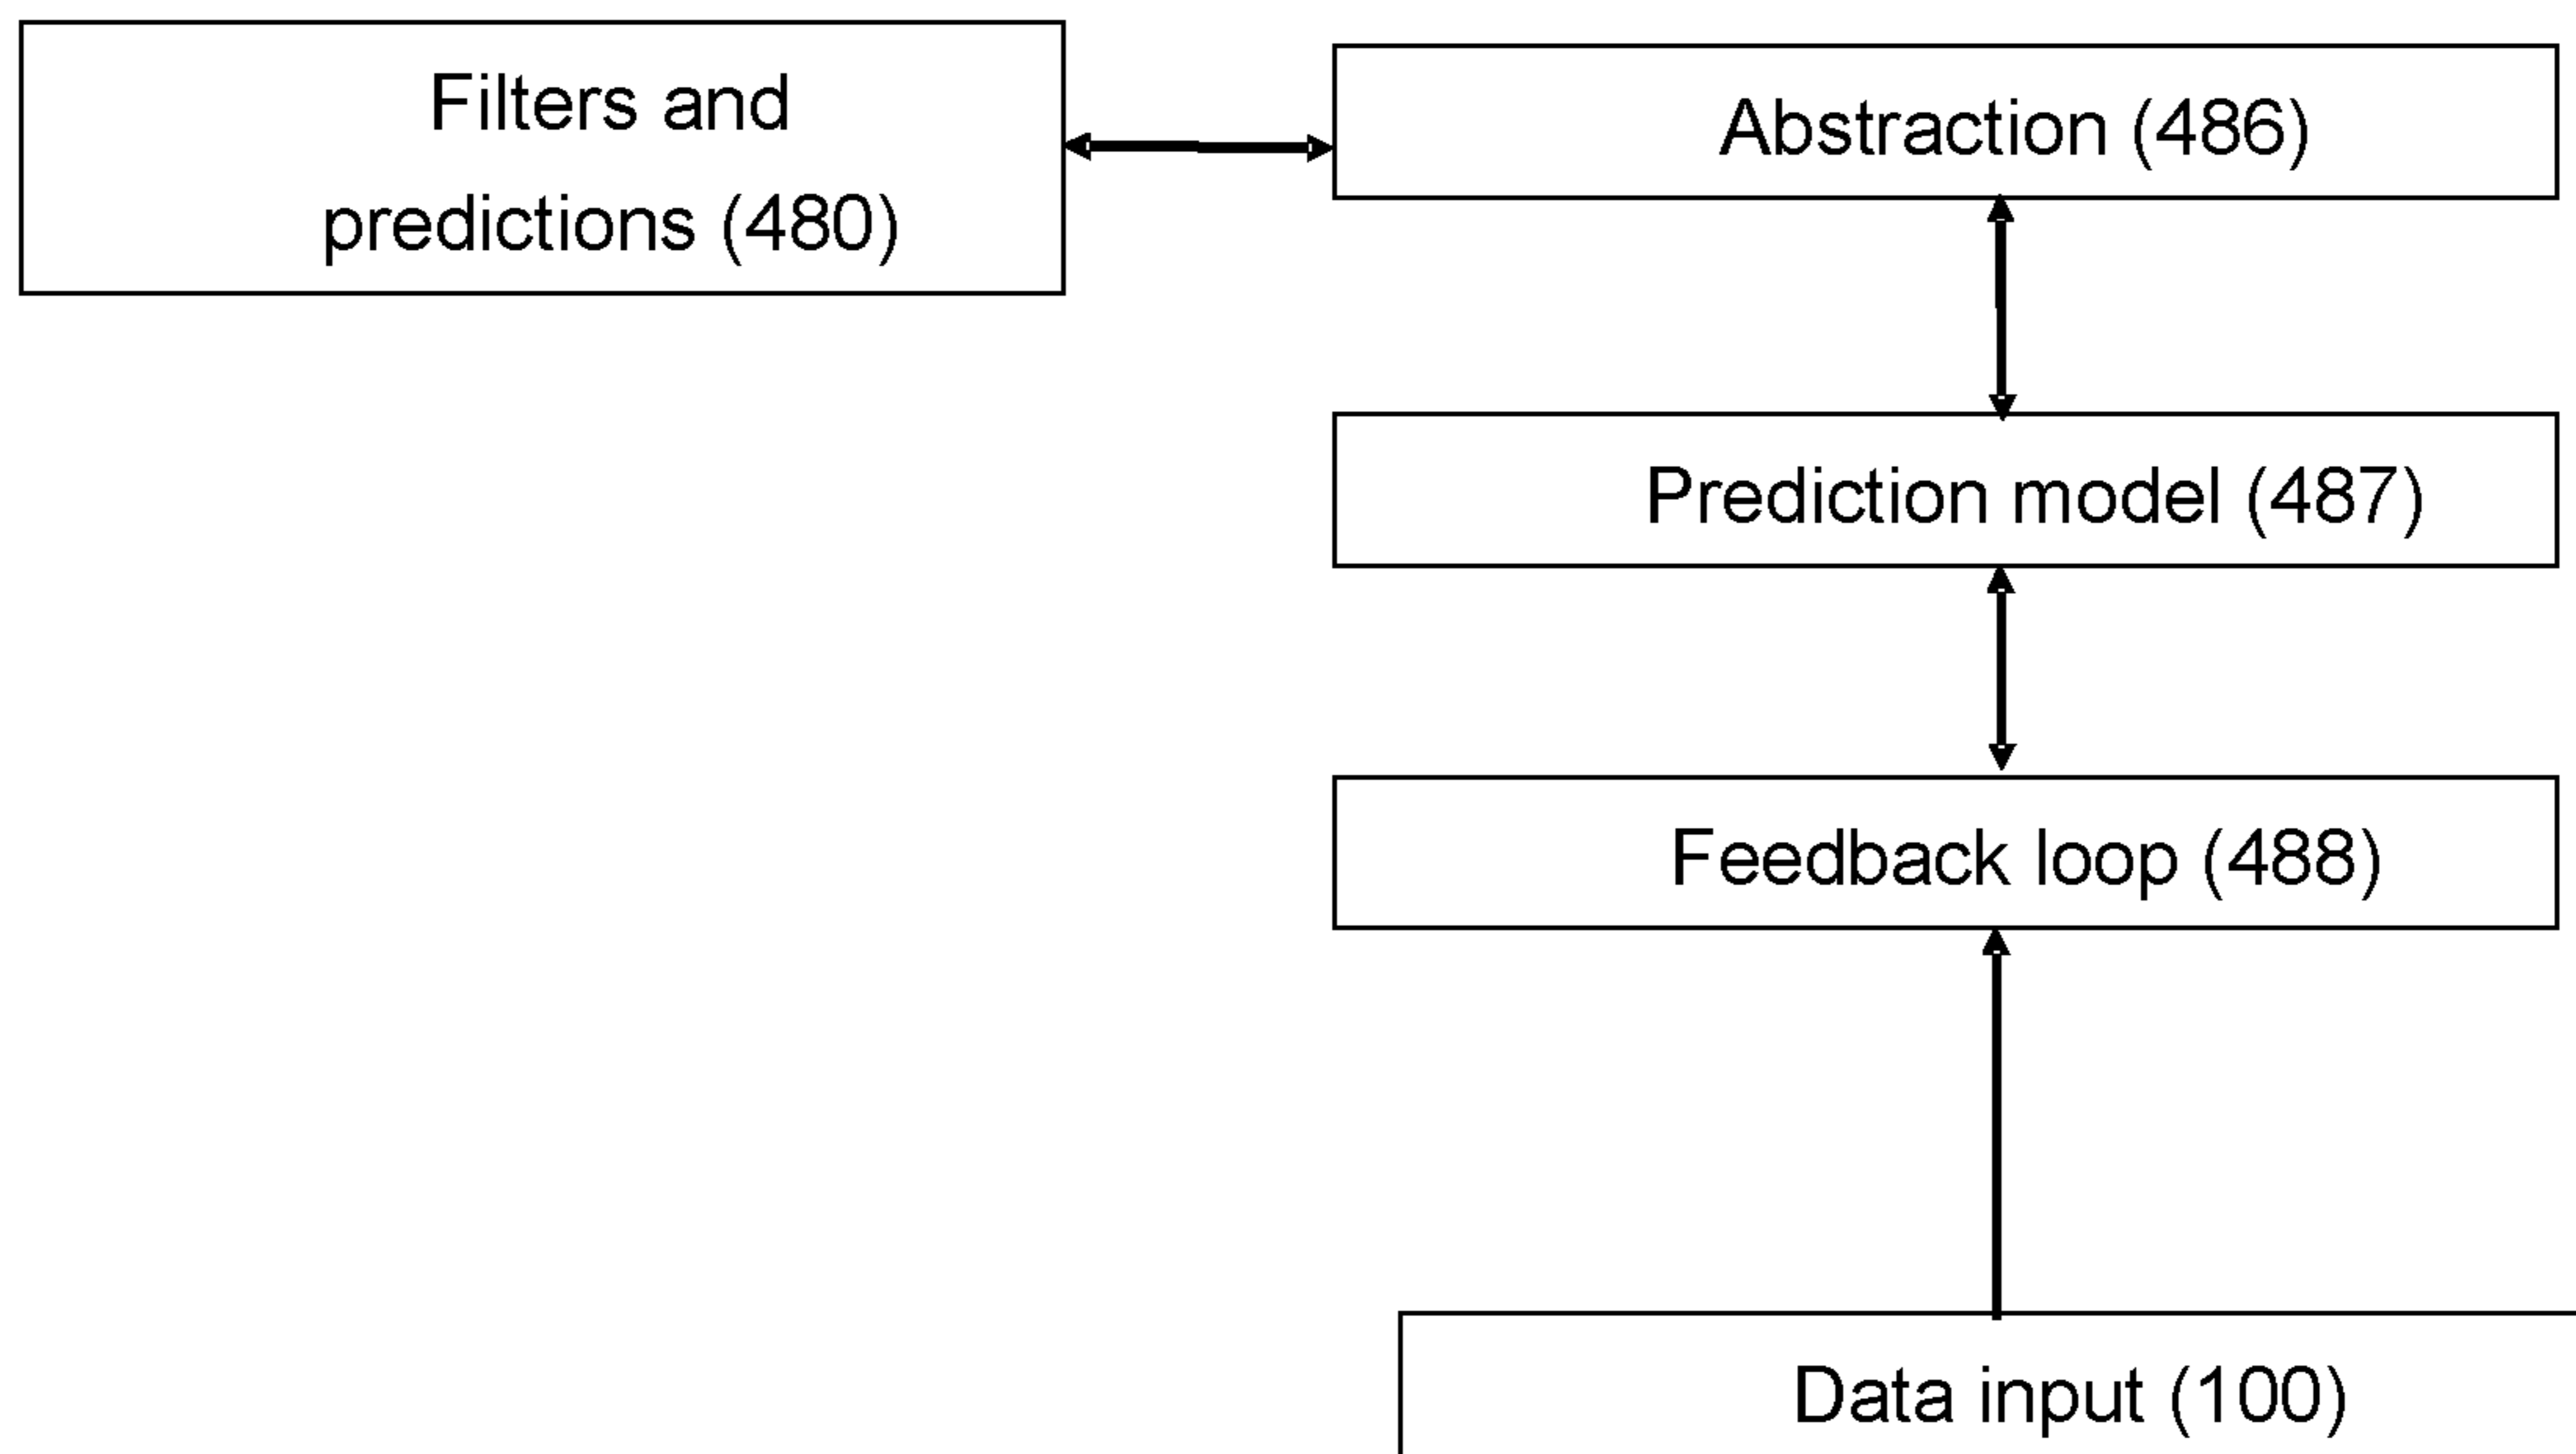 Filters and
predictions (480)
Abstraction (486)
Prediction model (487)
Feedback loop (488)
Data input (100)